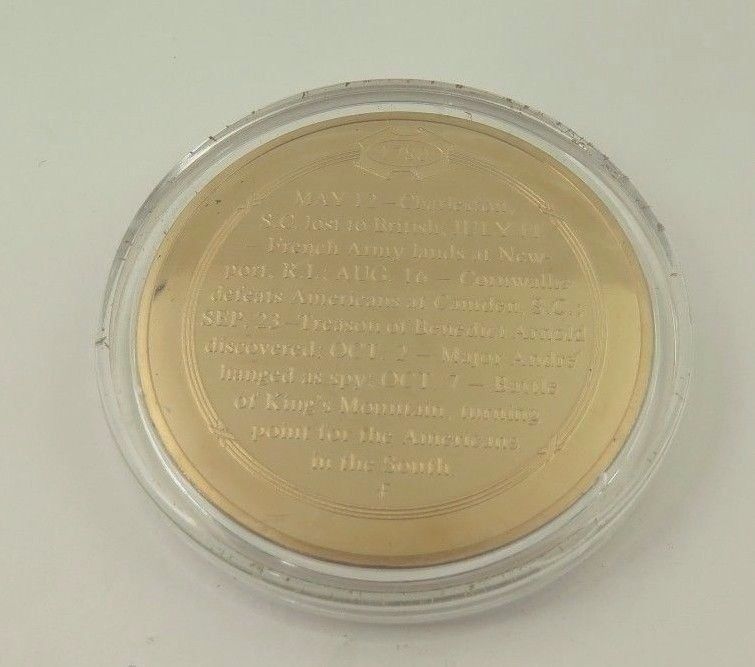 1780
MAY 12 – Charleston,
S.C. lost to British; JULY 11
– French Army lands at New-
port, R.I.; AUG. 16 – Cornwallis
defeats Americans at Camden, S.C.;
SEP. 23 – Treason of Benedict Arnold
discovered; OCT. 2 – Major André
hanged as spy; OCT. 7 – Battle
of King's Mountain, turning
point for the Americans
in the South.
F